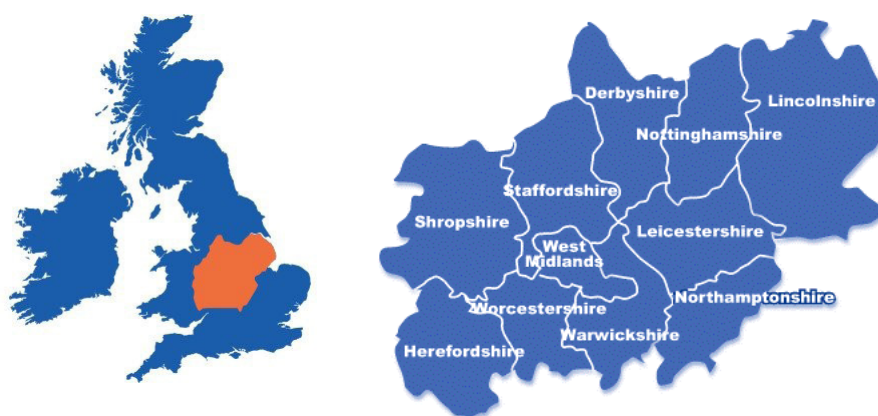 Derbyshire
Lincolnshire
Nottinghamshire
Staffordshire
Shropshire
Leicestershire
West
Midlands
Northamptonshire
Worcestershire
Warwickshire
Herefordshire